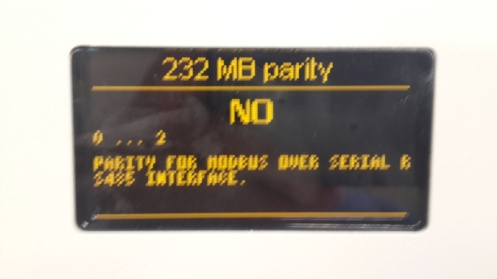 232 MB parity
NO
0 ... 2
PARITY FOR MODBUS OVER SERIAL R
S485 INTERFACE.